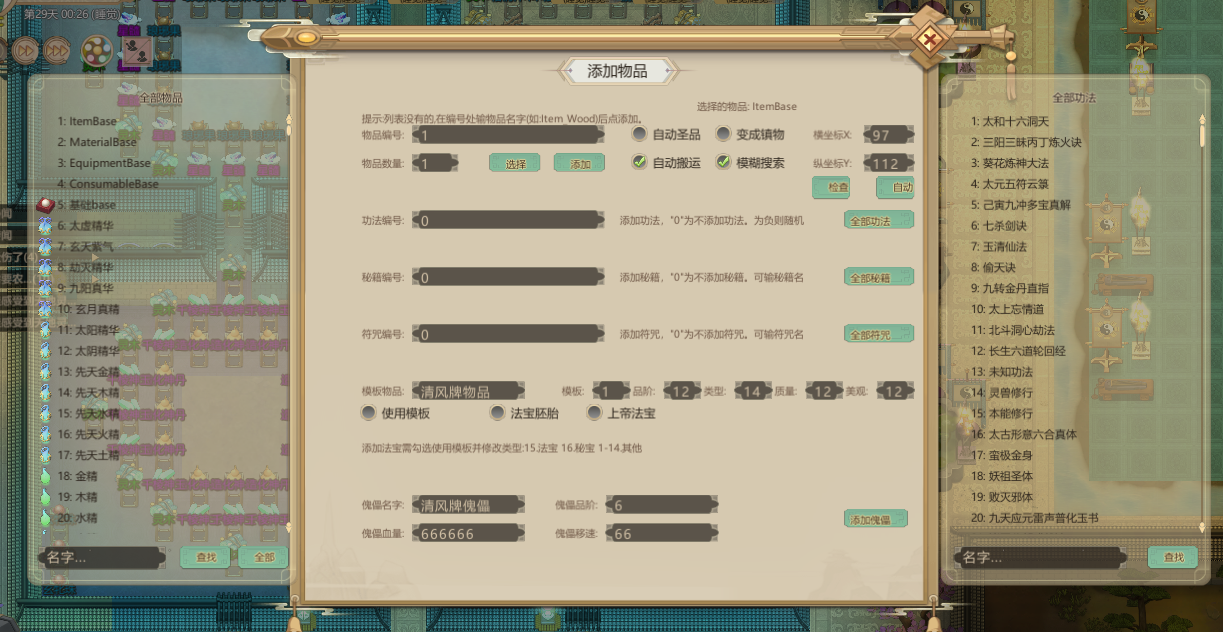 第29天 00:26 (睡觉)
添加物品
全部物品
1: ItemBase
2: MaterialBase
3: EquipmentBase
4: ConsumableBase
5: 基础base
6: 太虚精华
7: 玄天紫气
8: 劫灭精华
9: 九阳真华
10: 玄月真精
11: 太阳精华
12: 太阴精华
13: 先天金精
14: 先天木精
15: 先天水精
16: 先天火精
17: 先天土精
18: 金精
19: 木精
20: 水精
名字...
查找
全部
选择的物品: ItemBase
提示:列表没有的,在编号处输物品名字(如:Item_Wood)后点添加。
物品编号: 1
自动圣品
变成镇物
横坐标X: 97
物品数量: 1
选择
添加
自动搬运
模糊搜索
纵坐标Y: 112
检查
自动
功法编号: 0
添加功法，"0"为不添加功法。为负则随机
全部功法
秘籍编号: 0
添加秘籍，"0"为不添加秘籍。可输秘籍名
全部秘籍
符咒编号: 0
添加符咒，"0"为不添加符咒。可输符咒名
全部符咒
模板物品: 清风牌物品
模板: 1
品阶: 12
类型: 14
质量: 12
美观: 12
使用模板
法宝胚胎
上帝法宝
添加法宝需勾选使用模板并修改类型:15.法宝 16.秘宝 1-14.其他
傀儡名字: 清风牌傀儡
傀儡品阶: 6
傀儡血量: 666666
傀儡移速: 66
添加傀儡
全部功法
1: 太和十六洞天
2: 三阳三昧丙丁炼火诀
3: 葵花炼神大法
4: 太元五符云箓
5: 己寅九冲多宝真解
6: 七杀剑诀
7: 玉清仙法
8: 偷天诀
9: 九转金丹直指
10: 太上忘情道
11: 北斗洞心劫法
12: 长生六道轮回经
13: 未知功法
14: 灵兽修行
15: 本能修行
16: 太古形意六合真体
17: 蛮极金身
18: 妖祖圣体
19: 败灭邪体
20: 九天应元雷声普化玉书
名字...
查找